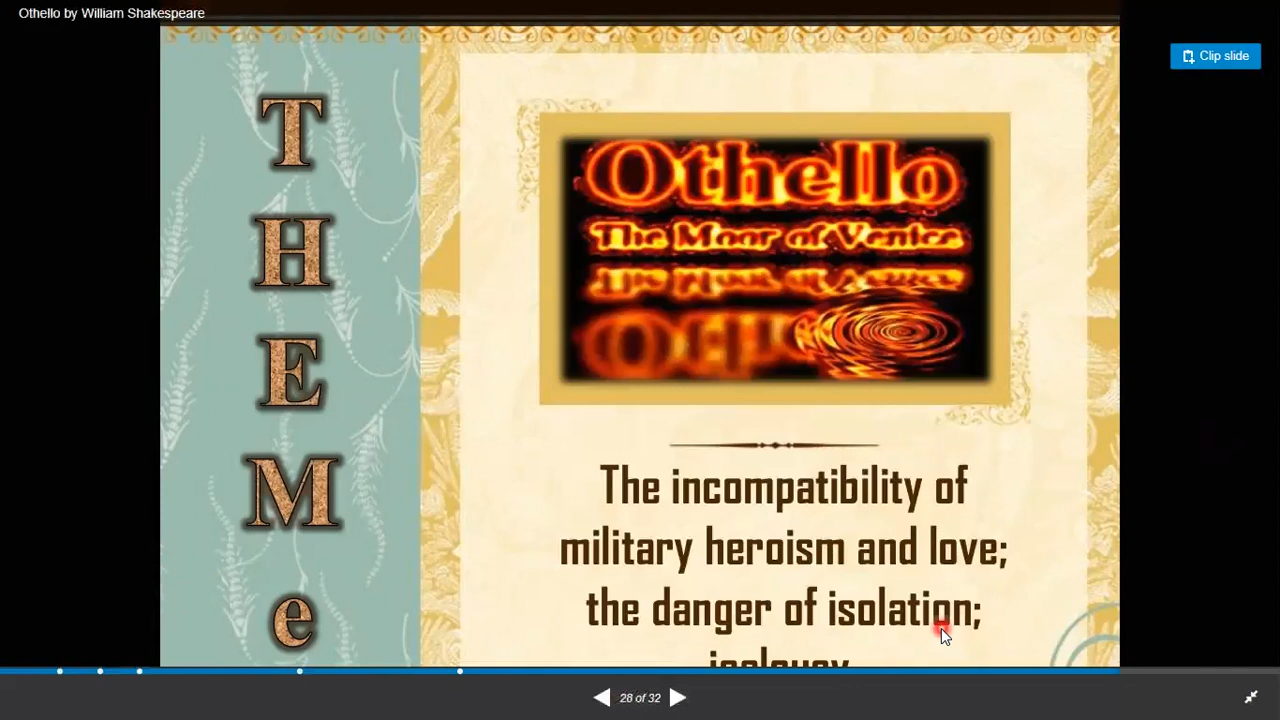 Othello by William Shakespeare
Clip slide
T
H
E
M
e
Othello
The Moor of Venice
The incompatibility of
military heroism and love;
the danger of isolation;
jealousy
28 of 32